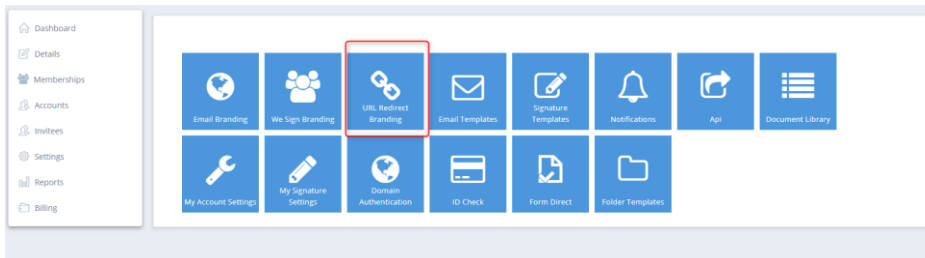 Dashboard
Details
Memberships
Accounts
Invitees
Settings
Reports
Billing
Email Branding
We Sign Branding
URL Redirect
Branding
Email Templates
Signature
Templates
Notifications
Api
Document Library
My Account Settings
My Signature
Settings
Domain
Authentication
ID Check
Form Direct
Folder Templates